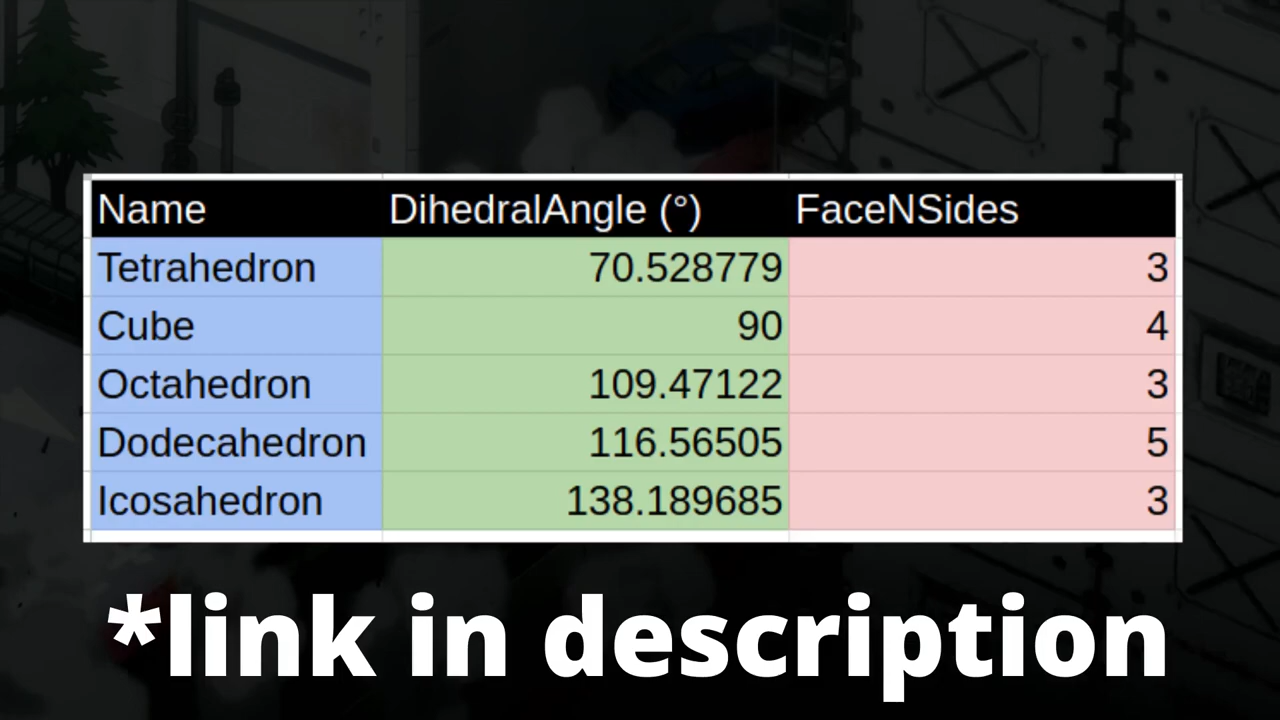 Name DihedralAngle (°) FaceNSides
Tetrahedron 70.528779 3
Cube 90 4
Octahedron 109.47122 3
Dodecahedron 116.56505 5
Icosahedron 138.189685 3
*link in description